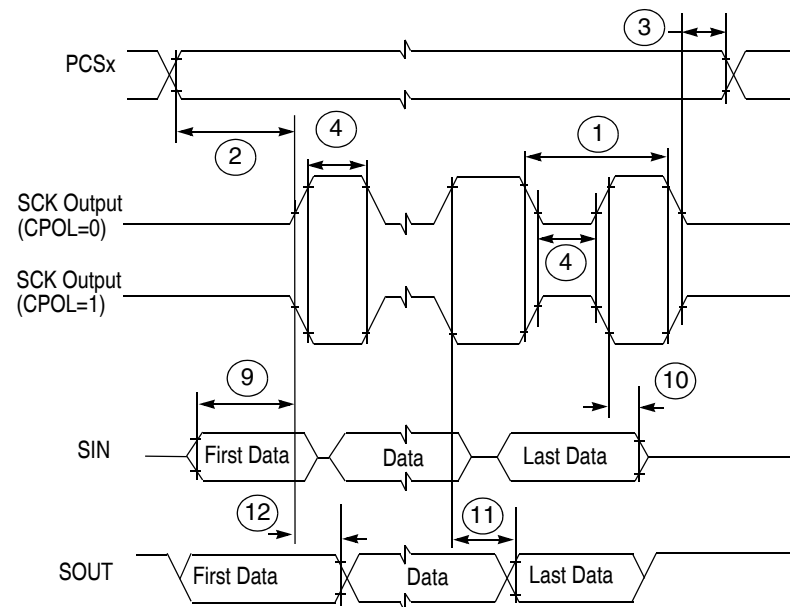 3
PCSx
2
4
1
SCK Output
(CPOL=0)
4
SCK Output
(CPOL=1)
9
10
SIN
First Data
Data
Last Data
12
11
SOUT
First Data
Data
Last Data